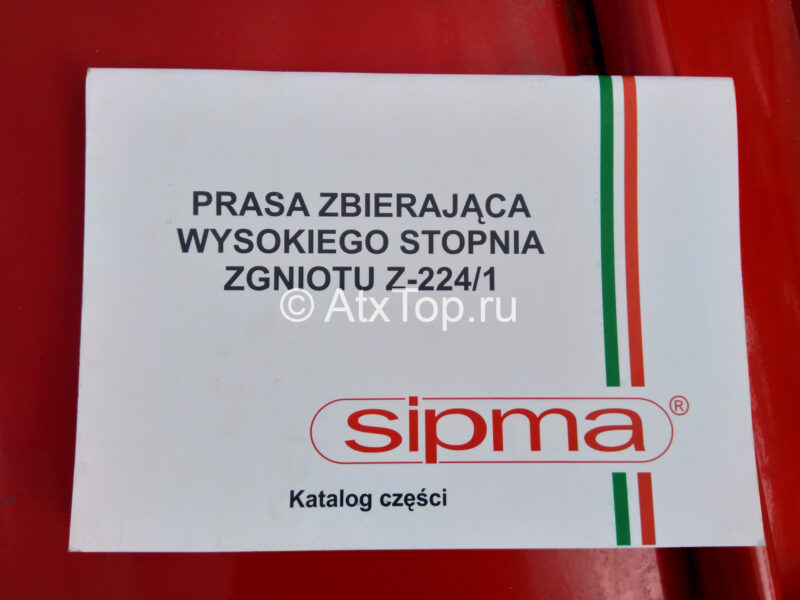 PRASA ZBIERAJĄCA
WYSOKIEGO STOPNIA
ZGNIOTU Z-224/1
© AtxTop.ru
sipma®
Katalog części